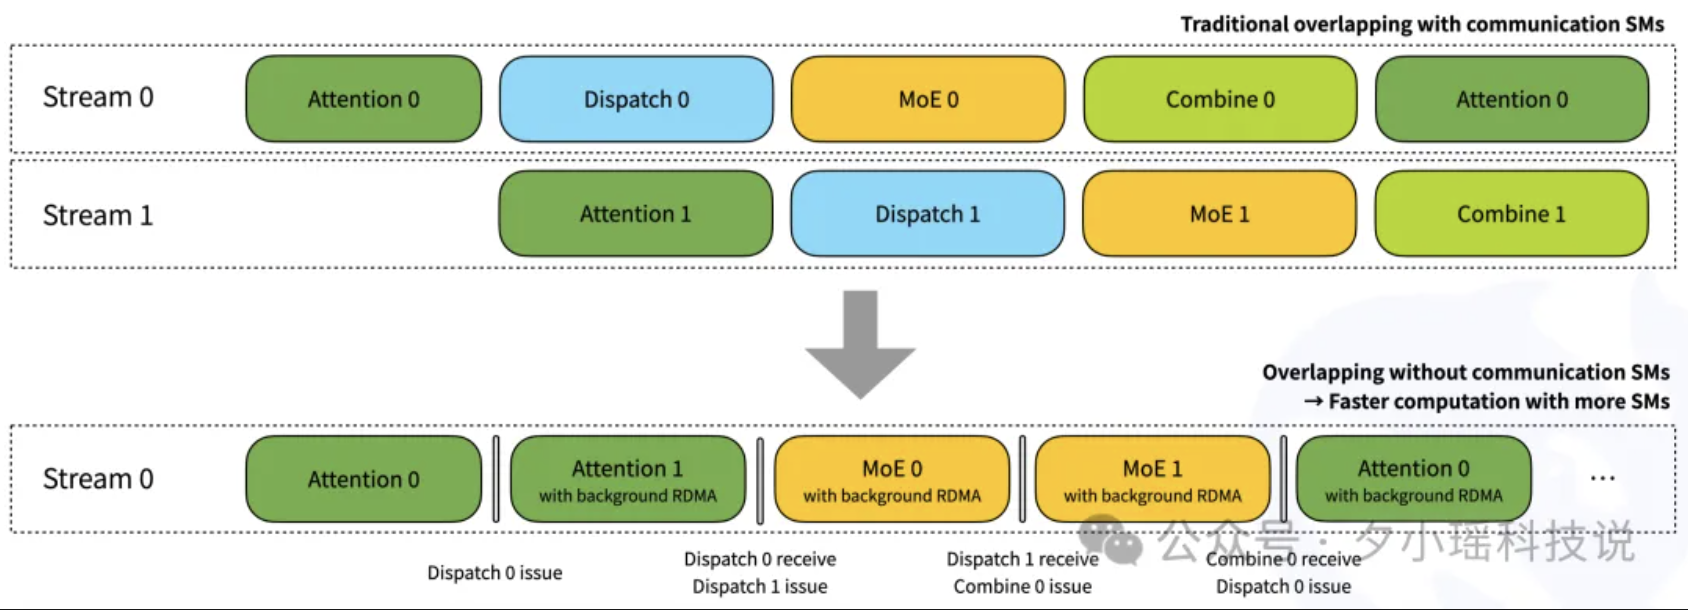 Traditional overlapping with communication SMs
Stream 0
Attention 0
Dispatch 0
MoE 0
Combine 0
Attention 0
Stream 1
Attention 1
Dispatch 1
MoE 1
Combine 1
Overlapping without communication SMs
→ Faster computation with more SMs
Stream 0
Attention 0
Attention 1
with background RDMA
MoE 0
with background RDMA
MoE 1
with background RDMA
Attention 0
with background RDMA
...
Dispatch 0 issue
Dispatch 0 receive
Dispatch 1 issue
Dispatch 1 receive
Combine 0 issue
Combine 0 receive
Dispatch 0 issue
公众号 · 夕小瑶科技说